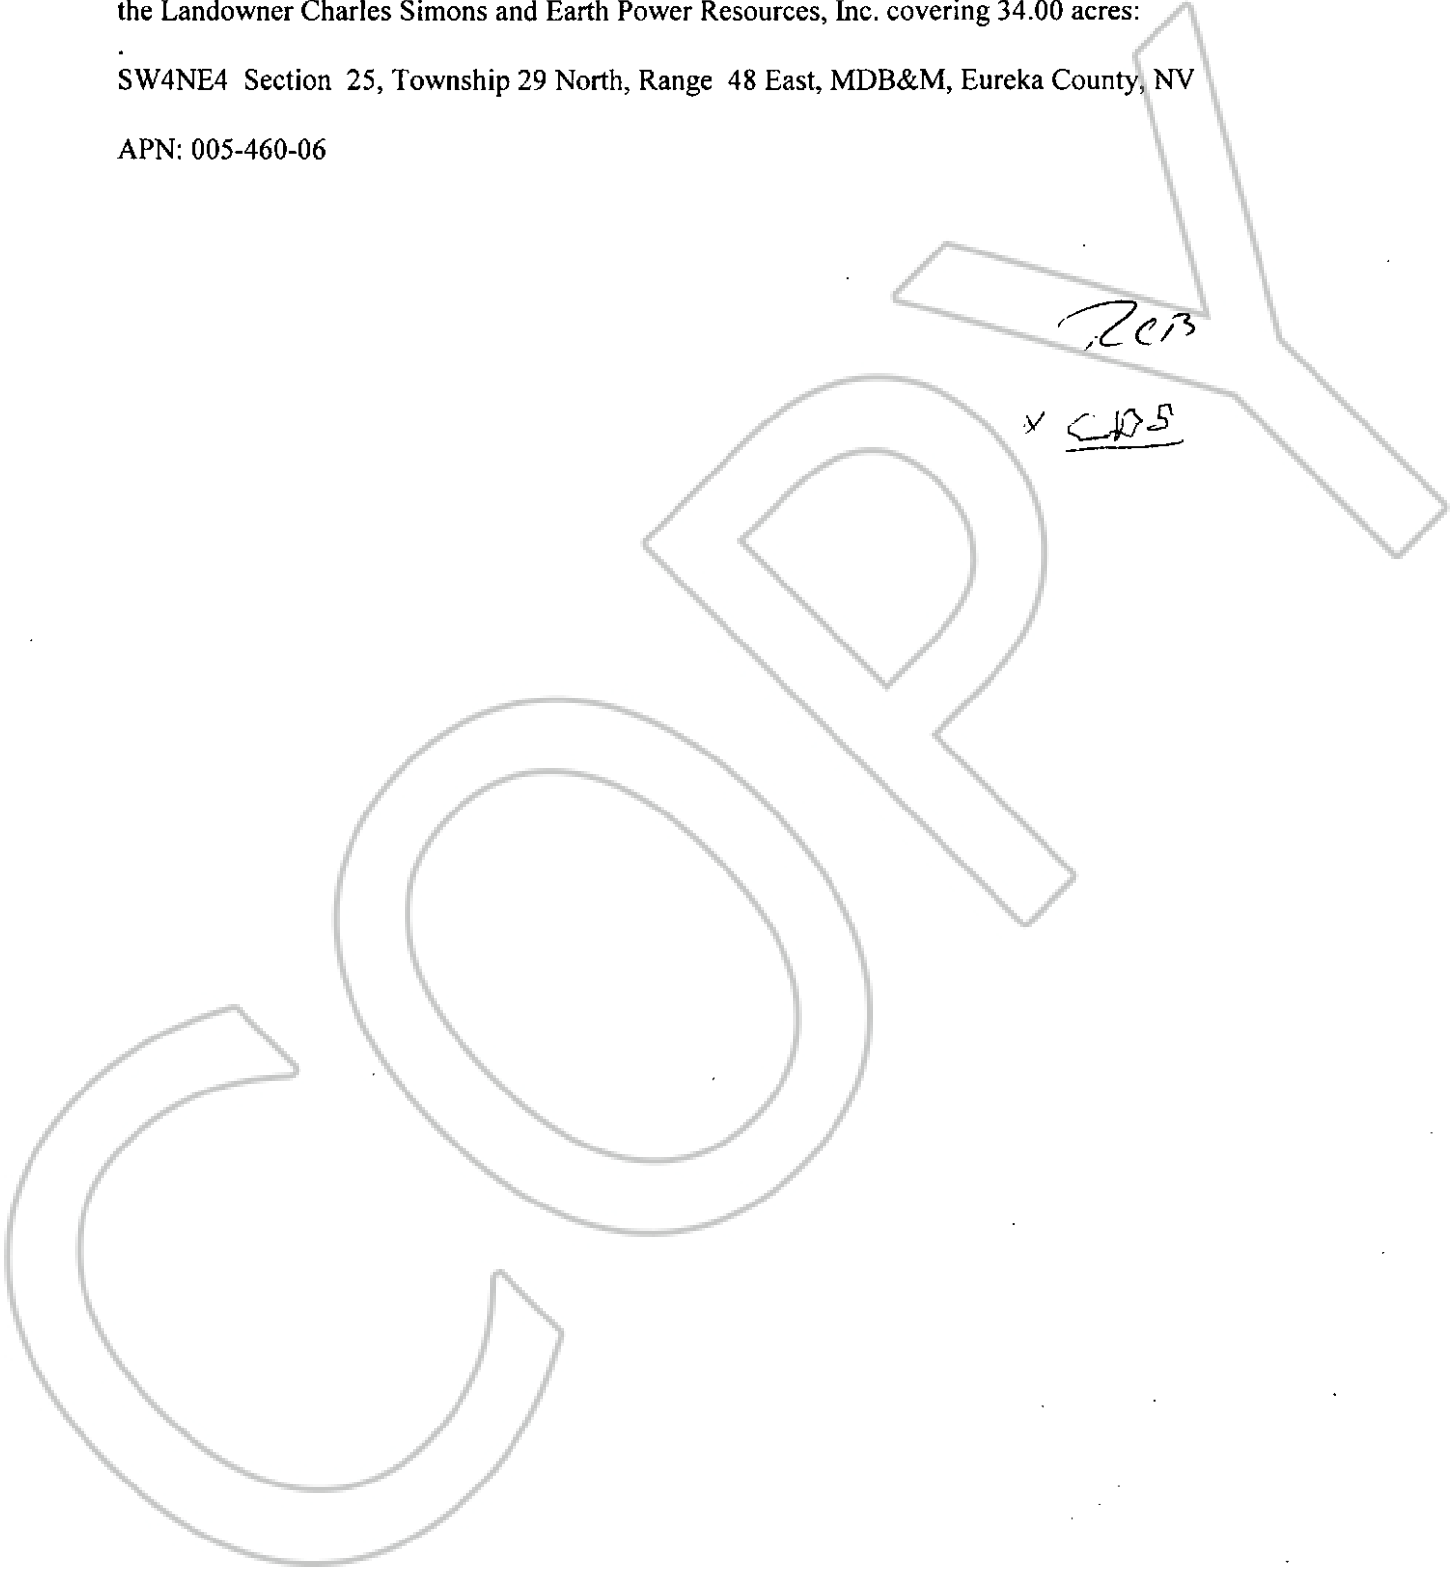 the Landowner Charles Simons and Earth Power Resources, Inc. covering 34.00 acres:
SW4NE4 Section 25, Township 29 North, Range 48 East, MDB&M, Eureka County, NV
APN: 005-460-06
x CDS
COPY